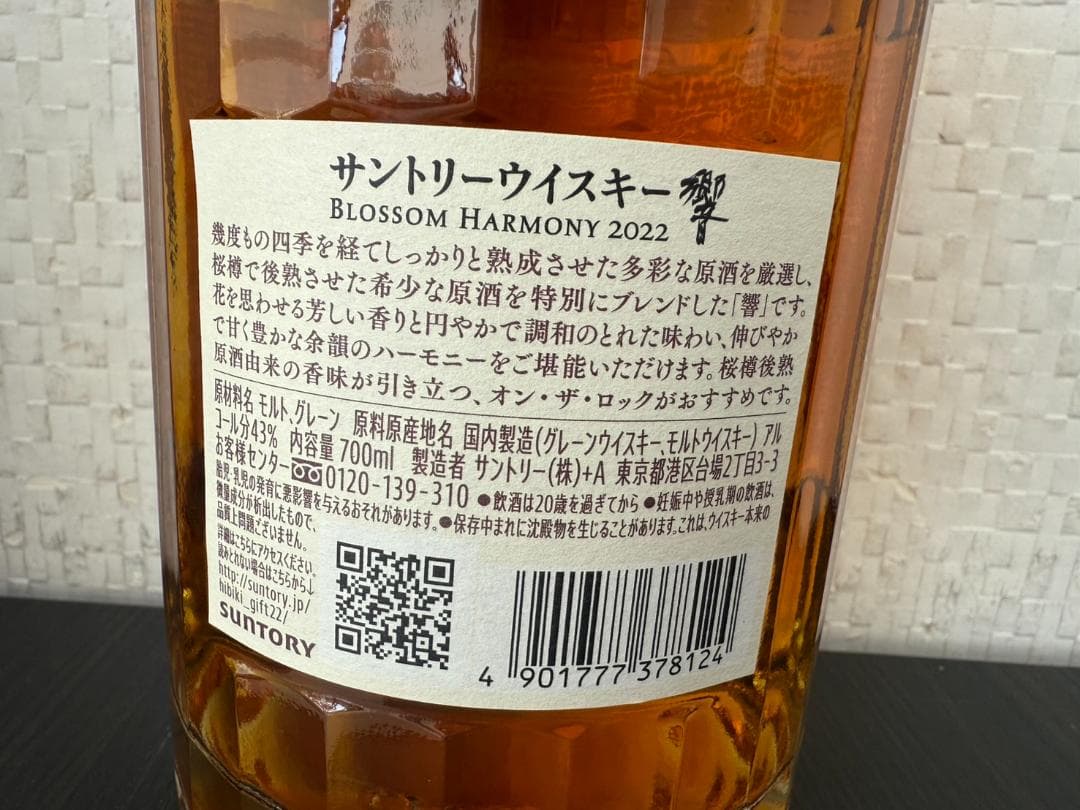 サントリーウイスキー 響
BLOSSOM HARMONY 2022
幾度もの四季を経てしっかりと熟成させた多彩な原酒を厳選し、
桜樽で後熟させた希少な原酒を特別にブレンドした「響」です。
花を思わせる芳しい香りと円やかで調和のとれた味わい、伸びやか
で甘く豊かな余韻のハーモニーをご堪能いただけます。桜樽後熟
原酒由来の香味が引き立つ、オン・ザ・ロックがおすすめです。
原材料名 モルト、グレーン 原料原産地名 国内製造(グレーンウイスキー、モルトウイスキー) アル
コール分43% 内容量 700ml 製造者 サントリー(株)+A 東京都港区台場2丁目3-3
お客様センター 0120-139-310 ●飲酒は20歳を過ぎてから ●妊娠中や授乳期の飲酒は、
胎児・乳児の発育に悪影響を与えるおそれがあります。●保存中まれに沈殿物を生じることがあります。これは、ウイスキー本来の
微量成分が析出したもので、
品質上問題ございません。
詳細はこちらにアクセスください。
読みとれない場合はこちらから↓
http://suntory.jp/
hibiki_gift22/
SUNTORY
4 901777 378124